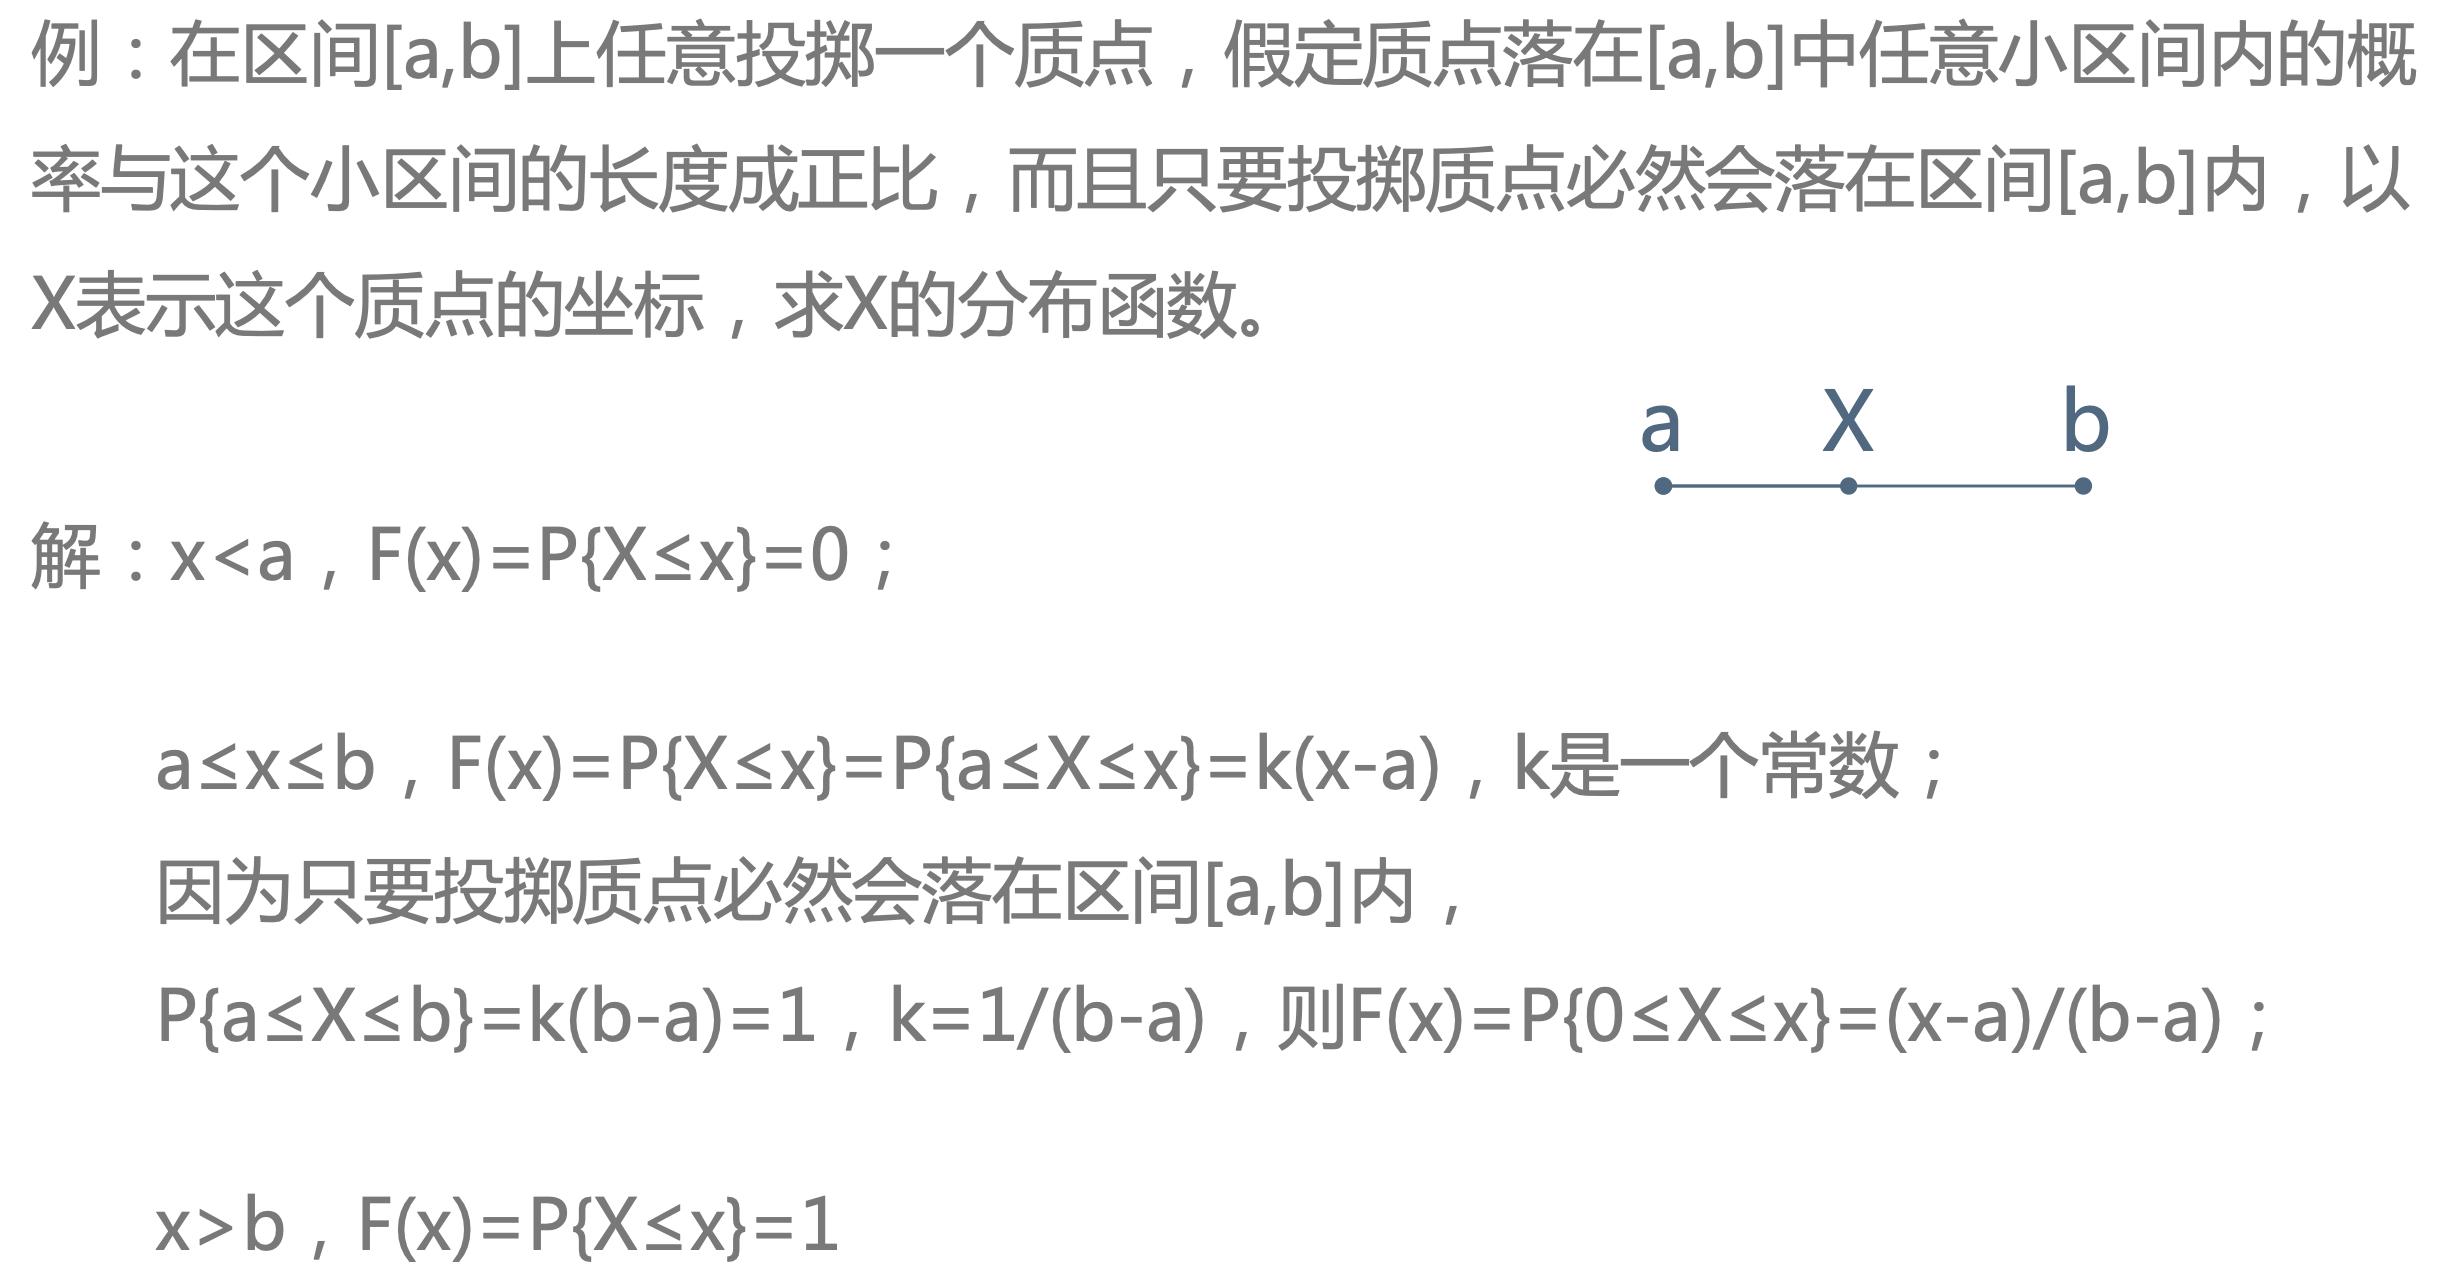 例：在区间[a,b]上任意投掷一个质点，假定质点落在[a,b]中任意小区间内的概
率与这个小区间的长度成正比，而且只要投掷质点必然会落在区间[a,b]内，以
X表示这个质点的坐标，求X的分布函数。
a X b
解：x<a，F(x)=P{X≤x}=0；
a≤x≤b，F(x)=P{X≤x}=P{a≤X≤x}=k(x-a)，k是一个常数；
因为只要投掷质点必然会落在区间[a,b]内，
P{a≤X≤b}=k(b-a)=1，k=1/(b-a)，则F(x)=P{0≤X≤x}=(x-a)/(b-a)；
x>b，F(x)=P{X≤x}=1